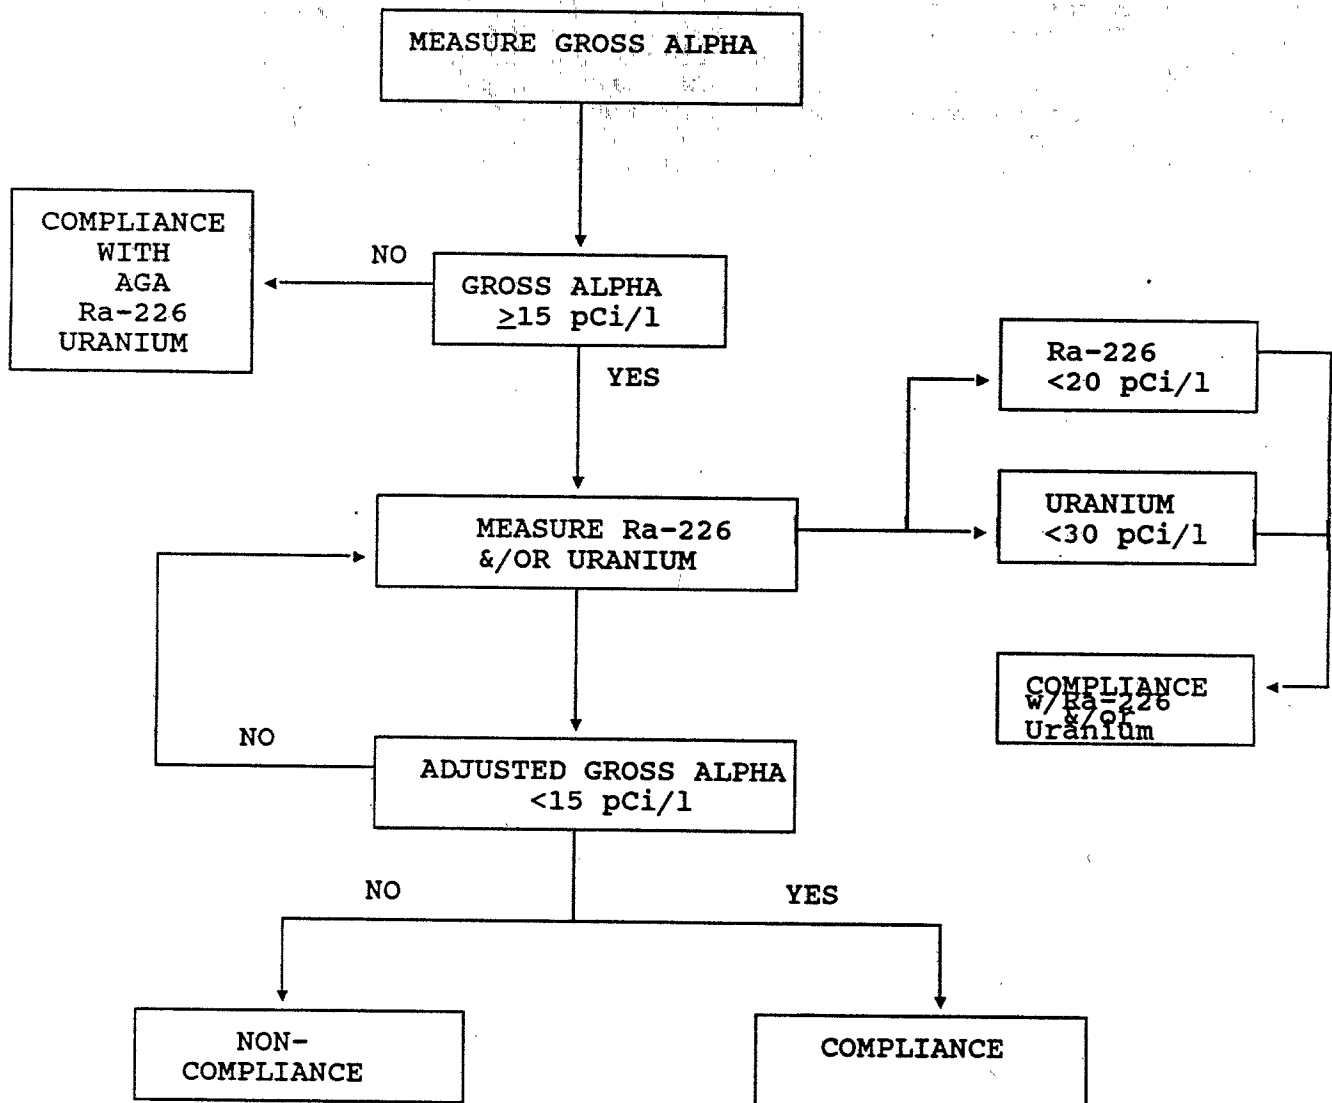 MEASURE GROSS ALPHA
COMPLIANCE
WITH
AGA
Ra-226
URANIUM
NO
GROSS ALPHA
≥15 pCi/l
YES
Ra-226
<20 pCi/l
MEASURE Ra-226
&/OR URANIUM
URANIUM
<30 pCi/l
COMPLIANCE
w/Ra-226
&/or
Uranium
NO
ADJUSTED GROSS ALPHA
<15 pCi/l
NO
YES
NON-
COMPLIANCE
COMPLIANCE